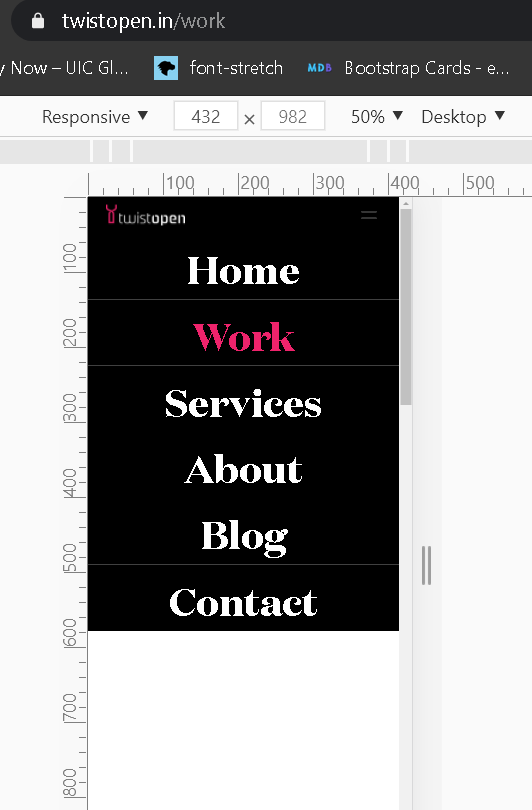 twistopen.in/work
y Now – UIC Gl... font-stretch MDB Bootstrap Cards - e...
Responsive ▼ 432 × 982 50% ▼ Desktop ▼
100 200 300 400 500
twistopen
Home
100
Work
200
Services
300
About
400
Blog
500
Contact
600
700
800